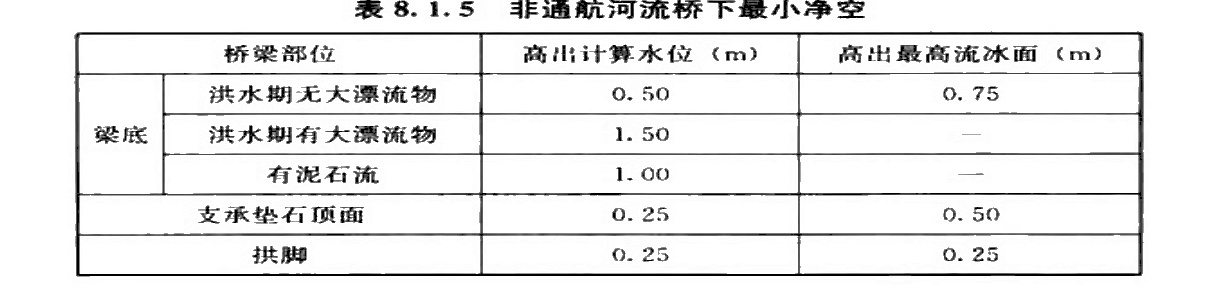 表 8.1.5 非通航河流桥下最小净空
桥梁部位 高出计算水位（m） 高出最高流冰面（m）
梁底 洪水期无大漂流物 0.50 0.75
洪水期有大漂流物 1.50 —
有泥石流 1.00 —
支承垫石顶面 0.25 0.50
拱脚 0.25 0.25